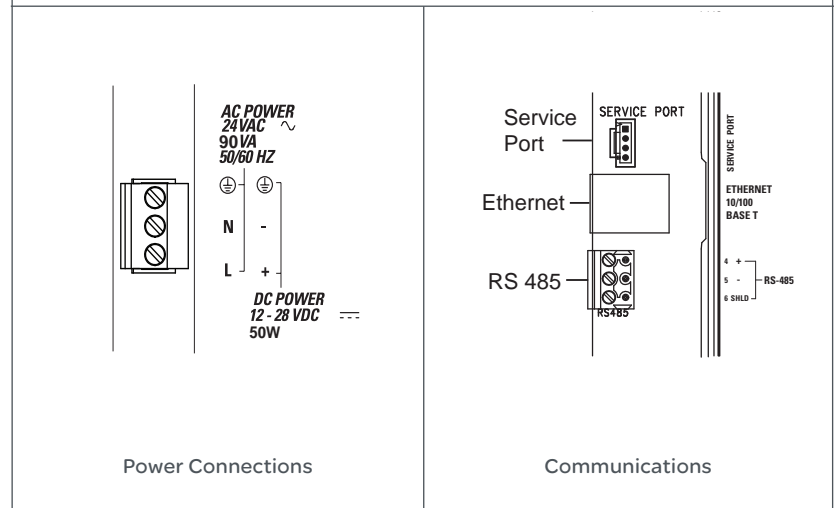 AC POWER
24VAC ~
90VA
50/60 HZ
N -
L +
DC POWER
12 - 28 VDC
50W
Power Connections
SERVICE PORT
Service
Port
Ethernet
RS 485
RS485
SERVICE PORT
ETHERNET
10/100
BASE T
4 +
5 - RS-485
6 SHLD
Communications